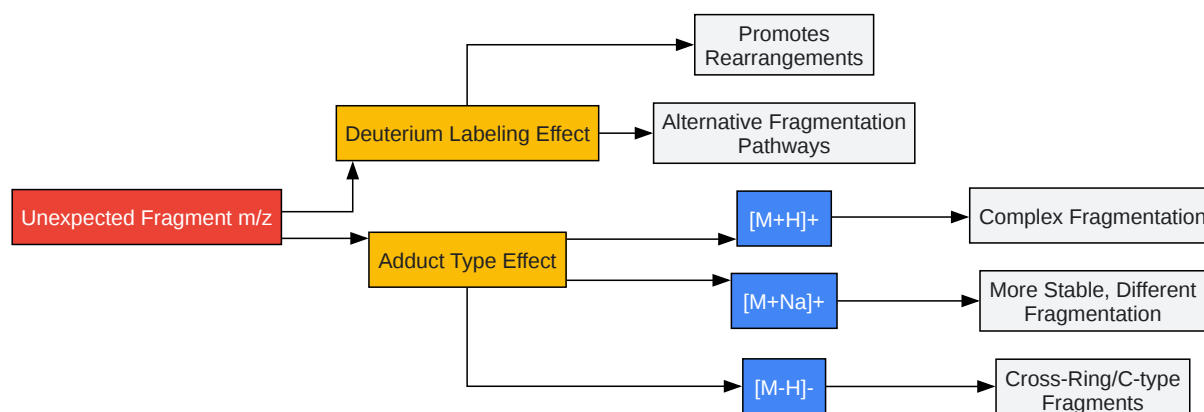 Promotes
Rearrangements
Deuterium Labeling Effect
Alternative Fragmentation
Pathways
Unexpected Fragment m/z
Adduct Type Effect
[M+H]+
Complex Fragmentation
[M+Na]+
More Stable, Different
Fragmentation
[M-H]-
Cross-Ring/C-type
Fragments